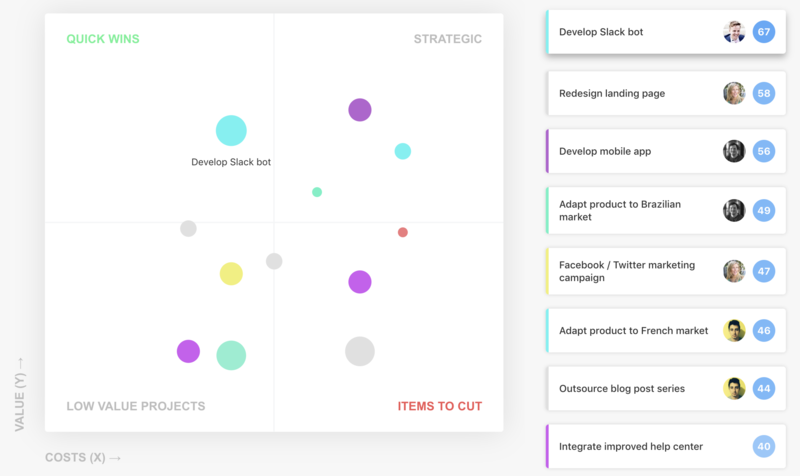 QUICK WINS
STRATEGIC
Develop Slack bot
LOW VALUE PROJECTS
ITEMS TO CUT
VALUE (Y) →
COSTS (X) →
Develop Slack bot
67
Redesign landing page
58
Develop mobile app
56
Adapt product to Brazilian
market
49
Facebook / Twitter marketing
campaign
47
Adapt product to French market
46
Outsource blog post series
44
Integrate improved help center
40